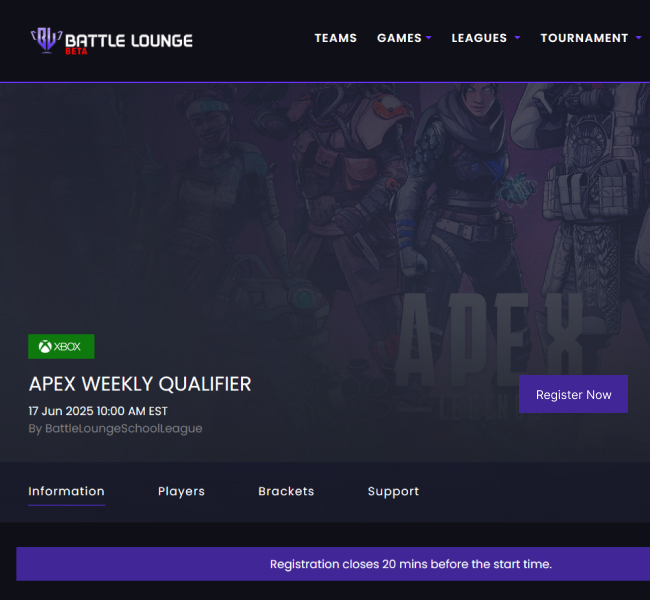 BATTLE LOUNGE
BETA
TEAMS GAMES LEAGUES TOURNAMENT
APEX
XBOX
APEX WEEKLY QUALIFIER
17 Jun 2025 10:00 AM EST
Register Now
By BattleLoungeSchoolLeague
Information Players Brackets Support
Registration closes 20 mins before the start time.